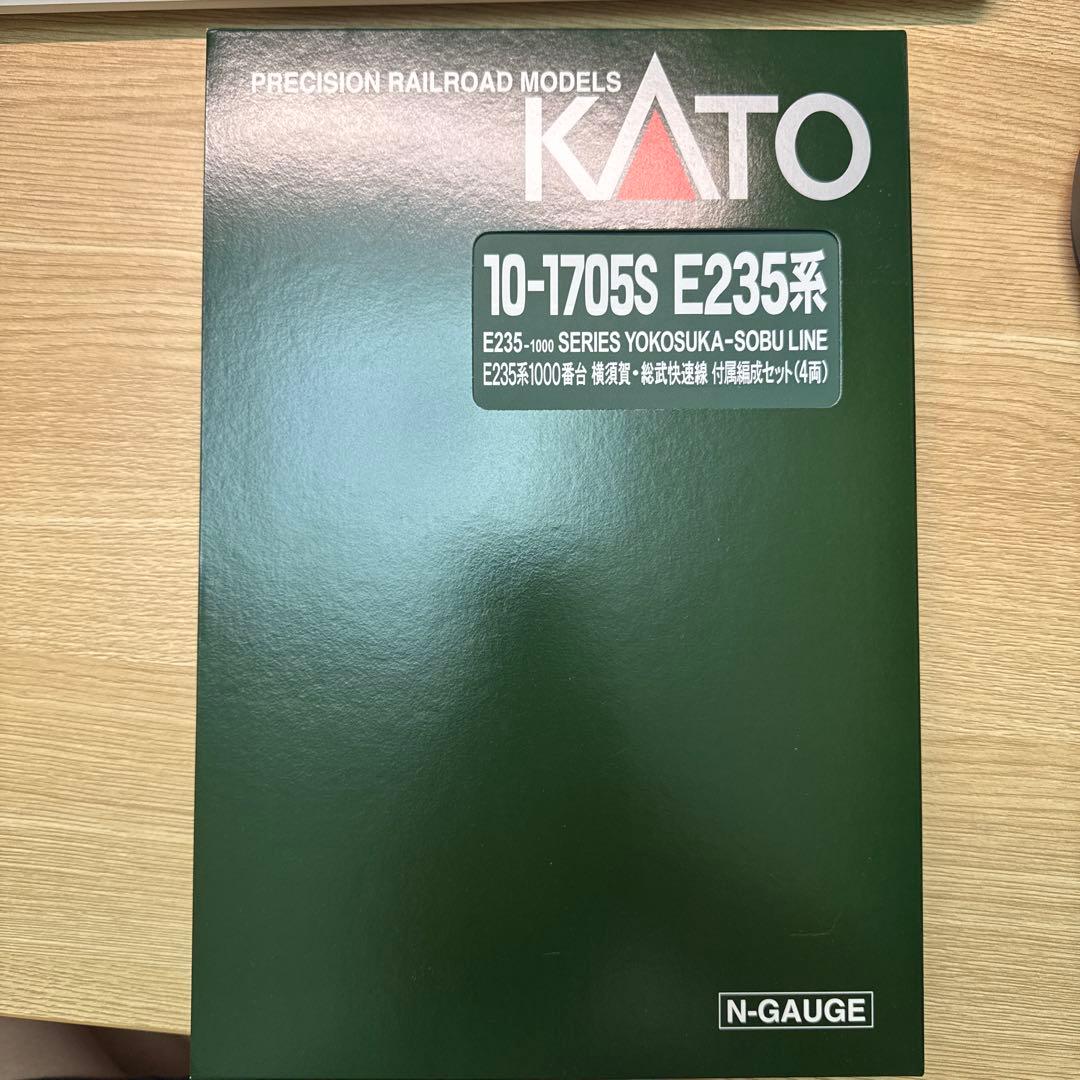 PRECISION RAILROAD MODELS
KATO
10-1705S E235系
E235-1000 SERIES YOKOSUKA-SOBU LINE
E235系1000番台 横須賀・総武快速線 付属編成セット(4両)
N-GAUGE